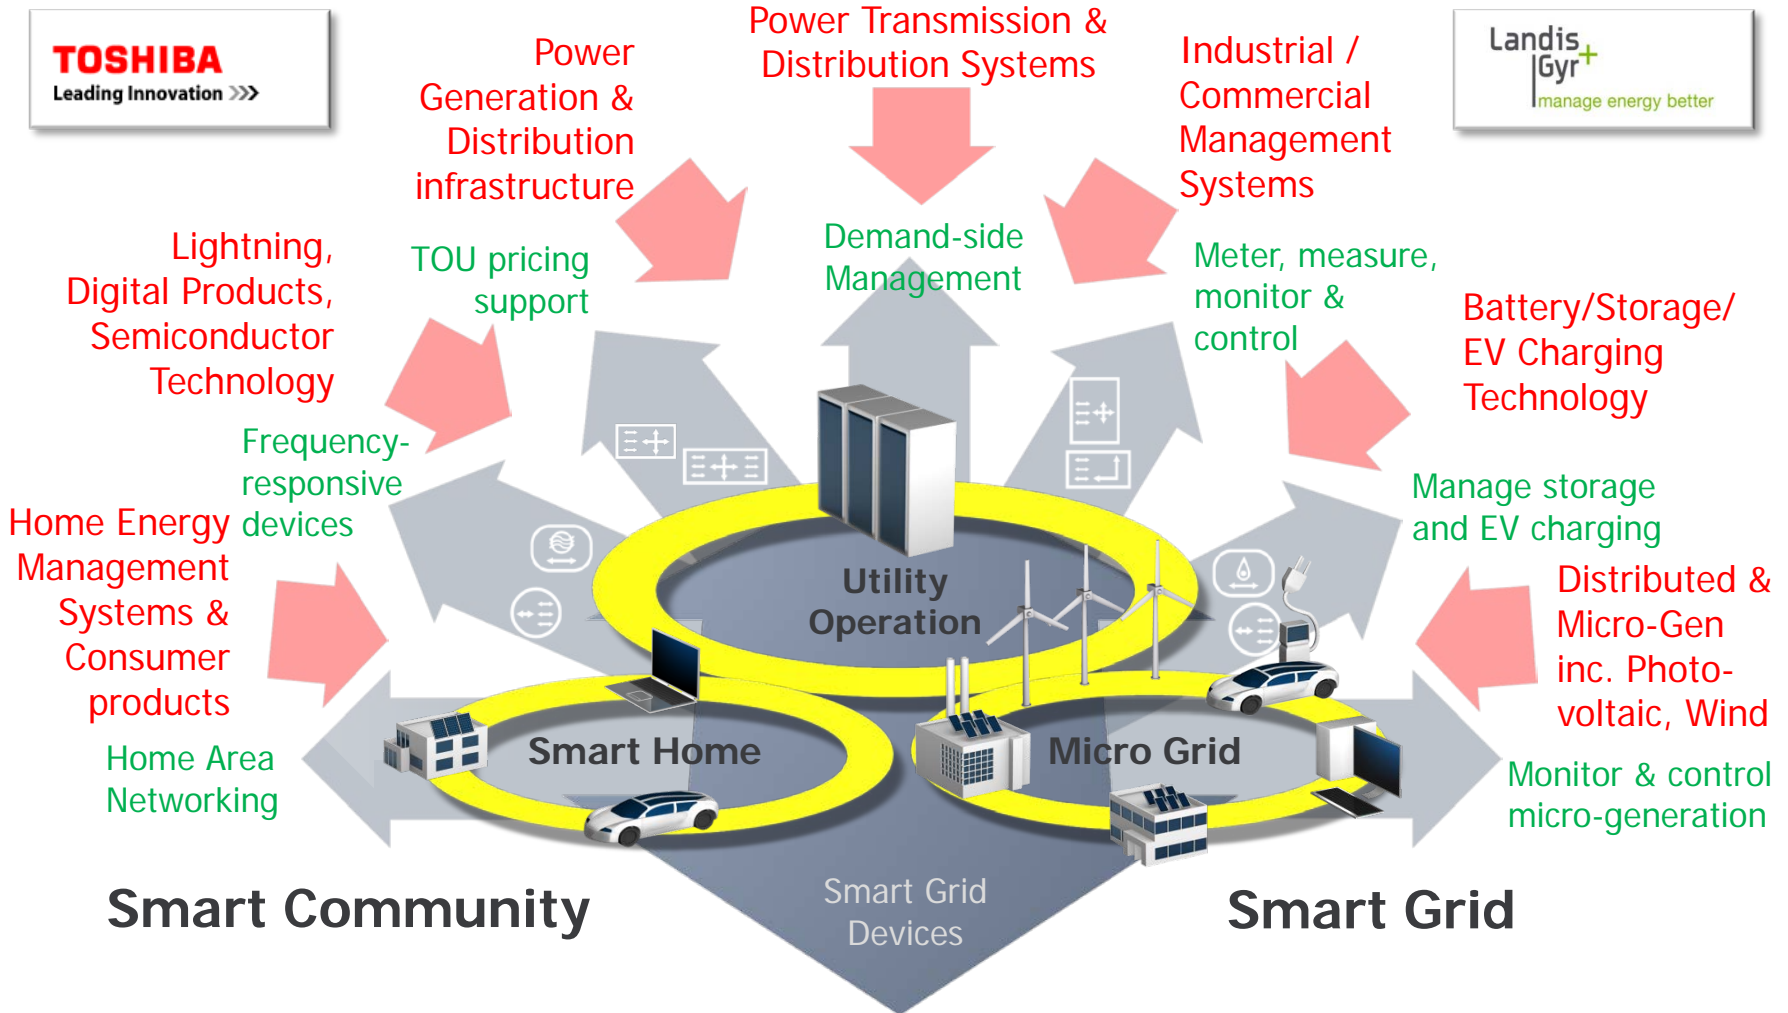 TOSHIBA
Leading Innovation >>>
Power
Generation &
Distribution
infrastructure
Power Transmission &
Distribution Systems
Industrial /
Commercial
Management
Systems
Landis
Gyr+
manage energy better
Lightning,
Digital Products,
Semiconductor
Technology
TOU pricing
support
Demand-side
Management
Meter, measure,
monitor &
control
Battery/Storage/
EV Charging
Technology
Frequency-
responsive
devices
Manage storage
and EV charging
Home Energy
Management
Systems &
Consumer
products
Utility
Operation
Distributed &
Micro-Gen
inc. Photo-
voltaic, Wind
Home Area
Networking
Smart Home
Micro Grid
Monitor & control
micro-generation
Smart Community
Smart Grid
Devices
Smart Grid